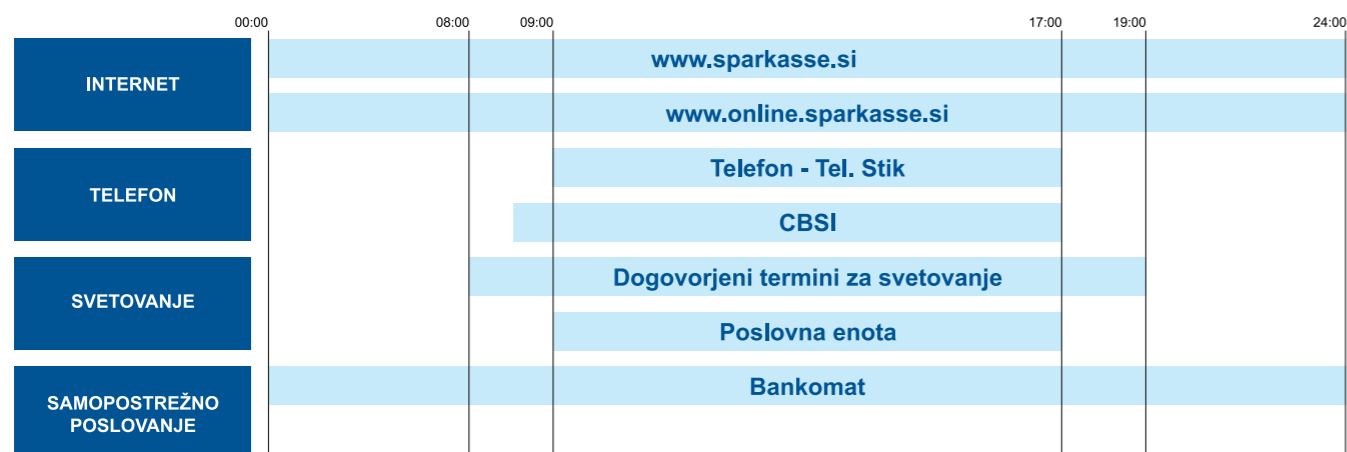 00:00 08:00 09:00 17:00 19:00 24:00
INTERNET
www.sparkasse.si
www.online.sparkasse.si
TELEFON
Telefon - Tel. Stik
CBSI
SVETOVANJE
Dogovorjeni termini za svetovanje
Poslovna enota
SAMOPOSTREŽNO
POSLOVANJE
Bankomat